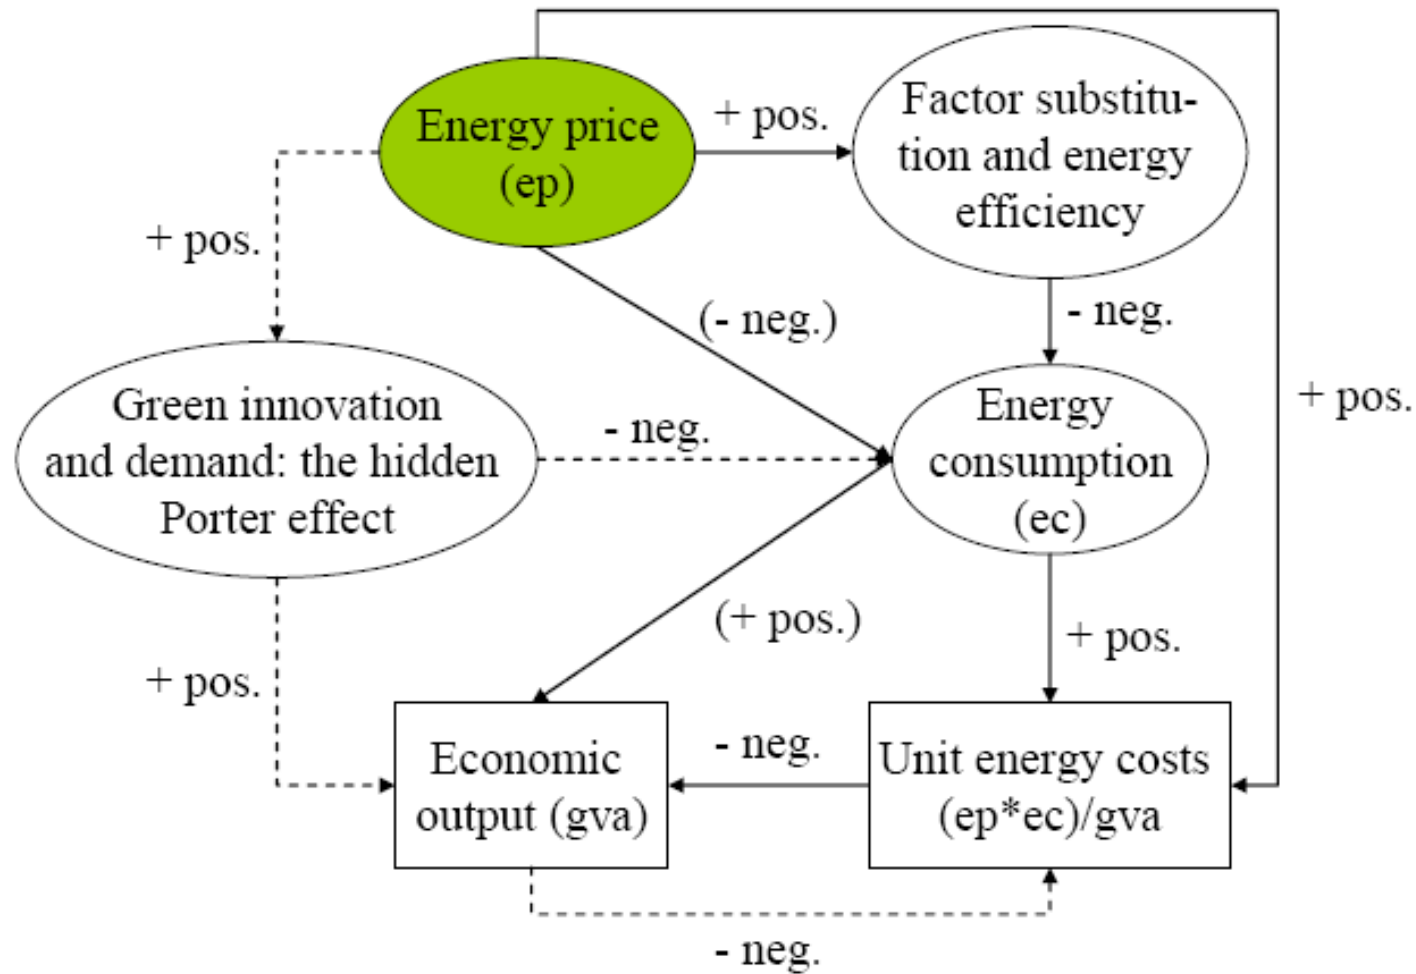 Energy price
(ep)
+ pos.
Factor substitu-
tion and energy
efficiency
+ pos.
(- neg.)
- neg.
+ pos.
Green innovation
and demand: the hidden
Porter effect
- neg.
Energy
consumption
(ec)
(+ pos.)
+ pos.
+ pos.
Economic
output (gva)
- neg.
Unit energy costs
(ep*ec)/gva
- neg.